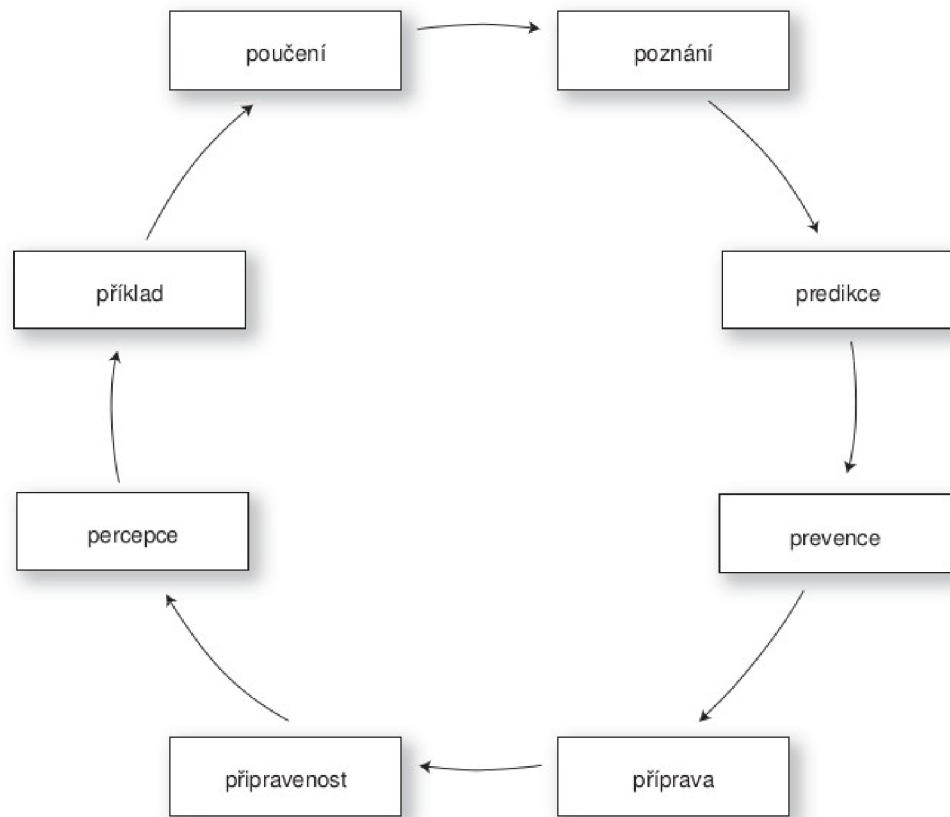 poučení
poznání
predikce
prevence
příprava
připravenost
percepce
příklad